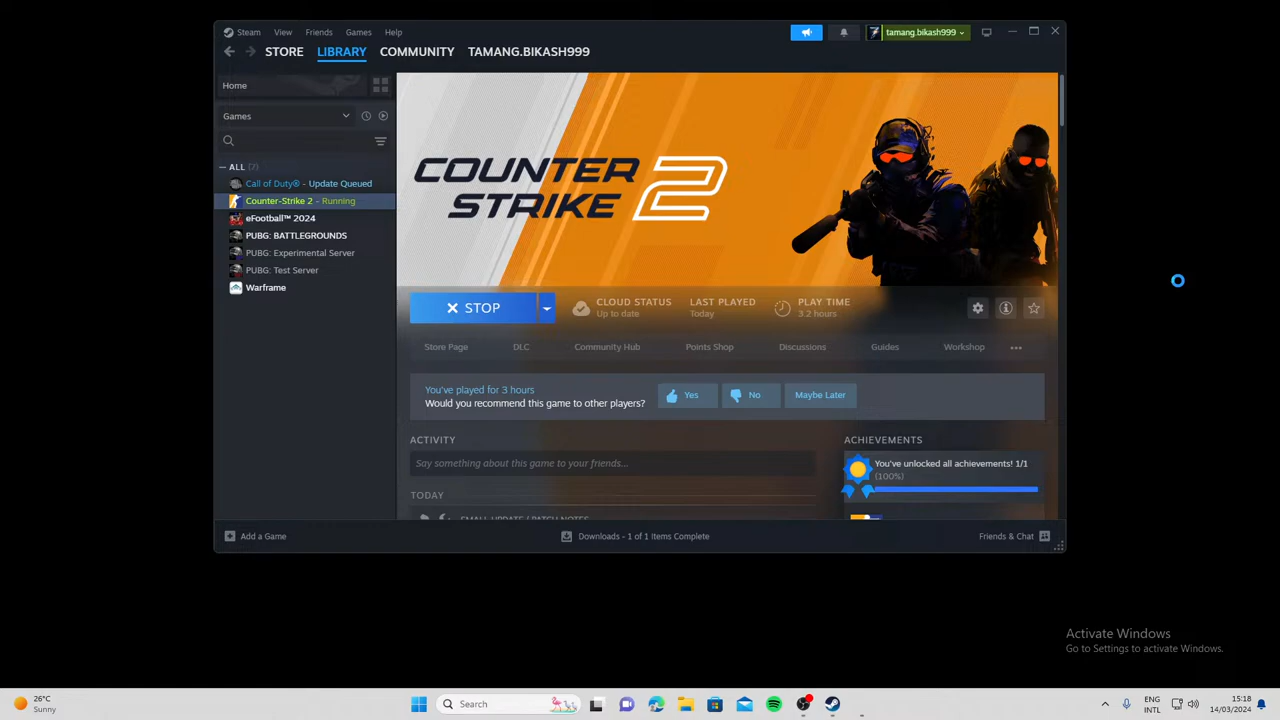 Steam View Friends Games Help
tamang.bikash999
STORE LIBRARY COMMUNITY TAMANG.BIKASH999
Home
Games
ALL (7)
Call of Duty® - Update Queued
Counter-Strike 2 - Running
eFootball™ 2024
PUBG: BATTLEGROUNDS
PUBG: Experimental Server
PUBG: Test Server
Warframe
COUNTER
STRIKE 2
STOP
CLOUD STATUS
Up to date
LAST PLAYED
Today
PLAY TIME
3.2 hours
Store Page DLC Community Hub Points Shop Discussions Guides Workshop
You've played for 3 hours
Would you recommend this game to other players?
Yes No Maybe Later
ACTIVITY
Say something about this game to your friends...
TODAY
SMALL UPDATE / PATCH NOTES
ACHIEVEMENTS
You've unlocked all achievements! 1/1
(100%)
Add a Game
Downloads - 1 of 1 Items Complete
Friends & Chat
Activate Windows
Go to Settings to activate Windows.
26°C
Sunny
Search
ENG
INTL
15:18
14/03/2024